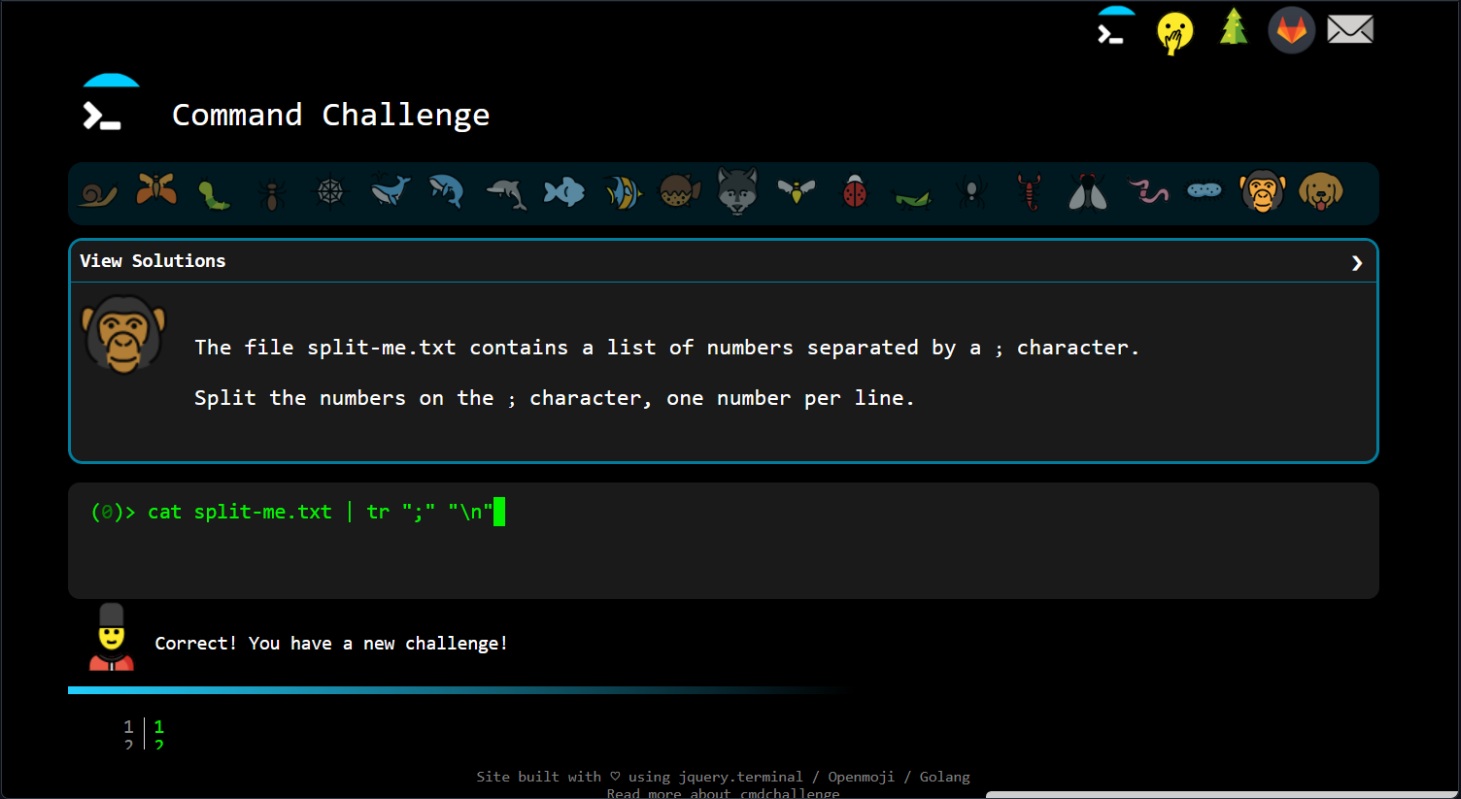 Command Challenge
View Solutions
The file split-me.txt contains a list of numbers separated by a ; character.
Split the numbers on the ; character, one number per line.
(0)> cat split-me.txt | tr ";" "\n"
Correct! You have a new challenge!
1 1
2 2
Site built with ♡ using jquery.terminal / Openmoji / Golang
Read more about cmdchallenge